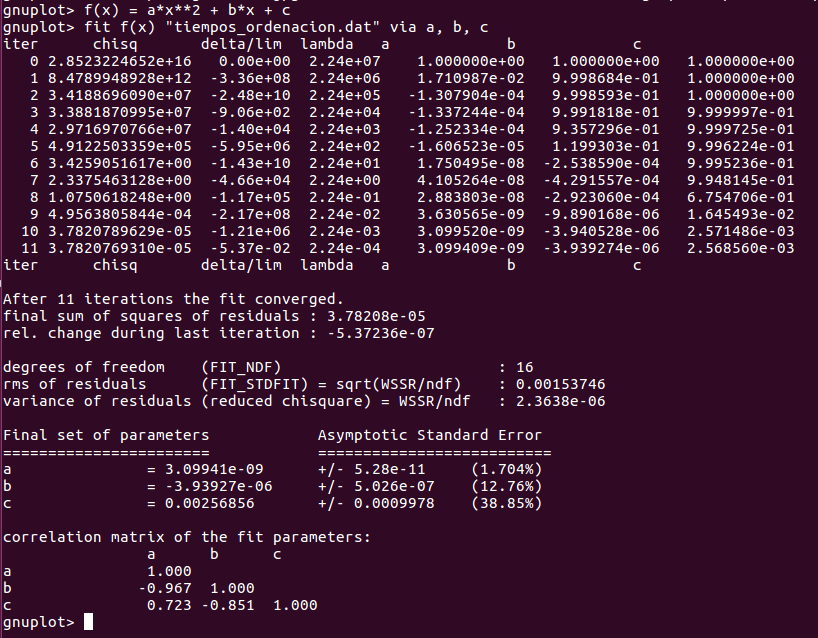 gnuplot> f(x) = a*x**2 + b*x + c
gnuplot> fit f(x) "tiempos_ordenacion.dat" via a, b, c
iter      chisq       delta/lim  lambda   a             b             c
   0 2.8523224652e+16   0.00e+00  2.24e+07    1.000000e+00   1.000000e+00   1.000000e+00
   1 8.4789948928e+12  -3.36e+08  2.24e+06    1.710987e-02   9.998684e-01   1.000000e+00
   2 3.4188696090e+07  -2.48e+10  2.24e+05   -1.307904e-04   9.998593e-01   1.000000e+00
   3 3.3881870995e+07  -9.06e+02  2.24e+04   -1.337244e-04   9.991818e-01   9.999997e-01
   4 2.9716970766e+07  -1.40e+04  2.24e+03   -1.252334e-04   9.357296e-01   9.999725e-01
   5 4.9122503359e+05  -5.95e+06  2.24e+02   -1.606523e-05   1.199303e-01   9.996224e-01
   6 3.4259051617e+00  -1.43e+10  2.24e+01    1.750495e-08  -2.538590e-04   9.995236e-01
   7 2.3375463128e+00  -4.66e+04  2.24e+00    4.105264e-08  -4.291557e-04   9.948145e-01
   8 1.0750618248e+00  -1.17e+05  2.24e-01    2.883803e-08  -2.923060e-04   6.754706e-01
   9 4.9563805844e-04  -2.17e+08  2.24e-02    3.630565e-09  -9.890168e-06   1.645493e-02
  10 3.7820789629e-05  -1.21e+06  2.24e-03    3.099520e-09  -3.940528e-06   2.571486e-03
  11 3.7820769310e-05  -5.37e-02  2.24e-04    3.099409e-09  -3.939274e-06   2.568560e-03
iter      chisq       delta/lim  lambda   a             b             c
After 11 iterations the fit converged.
final sum of squares of residuals : 3.78208e-05
rel. change during last iteration : -5.37236e-07
degrees of freedom    (FIT_NDF)                        : 16
rms of residuals      (FIT_STDFIT) = sqrt(WSSR/ndf)    : 0.00153746
variance of residuals (reduced chisquare) = WSSR/ndf   : 2.3638e-06
Final set of parameters            Asymptotic Standard Error
=======================            ==========================
a               = 3.09941e-09      +/- 5.28e-11     (1.704%)
b               = -3.93927e-06     +/- 5.026e-07    (12.76%)
c               = 0.00256856       +/- 0.0009978    (38.85%)
correlation matrix of the fit parameters:
                a      b      c
a               1.000
b              -0.967  1.000
c               0.723 -0.851  1.000
gnuplot>